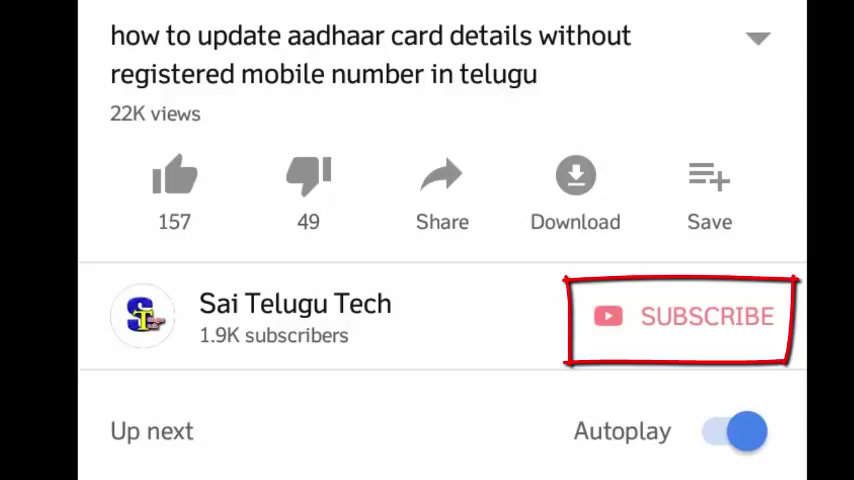 how to update aadhaar card details without
registered mobile number in telugu
22K views
157
49
Share
Download
Save
Sai Telugu Tech
1.9K subscribers
SUBSCRIBE
Up next
Autoplay